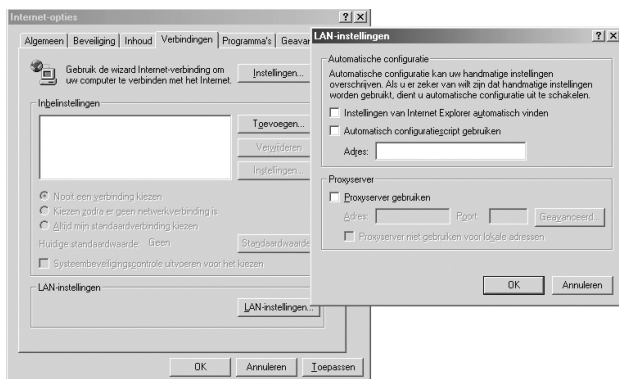 Internet-opties
Algemeen Beveiliging Inhoud Verbindingen Programma's Geavan
Gebruik de wizard Internet-verbinding om
uw computer te verbinden met het Internet.
Instellingen...
Inbelinstellingen
Toevoegen...
Verwijderen
Instellingen...
Nooit een verbinding kiezen
Kiezen zodra er geen netwerkverbinding is
Altijd mijn standaardverbinding kiezen
Huidige standaardwaarde: Geen
Standaardwaarde
Systeembeveiligingscontrole uitvoeren voor het kiezen
LAN-instellingen
LAN-instellingen...
OK Annuleren Toepassen
LAN-instellingen
Automatische configuratie
Automatische configuratie kan uw handmatige instellingen
overschrijven. Als u er zeker van wilt zijn dat handmatige instellingen
worden gebruikt, dient u automatische configuratie uit te schakelen.
Instellingen van Internet Explorer automatisch vinden
Automatisch configuratiescript gebruiken
Adres:
Proxyserver
Proxyserver gebruiken
Adres: Poort: Geavanceerd...
Proxyserver niet gebruiken voor lokale adressen
OK Annuleren